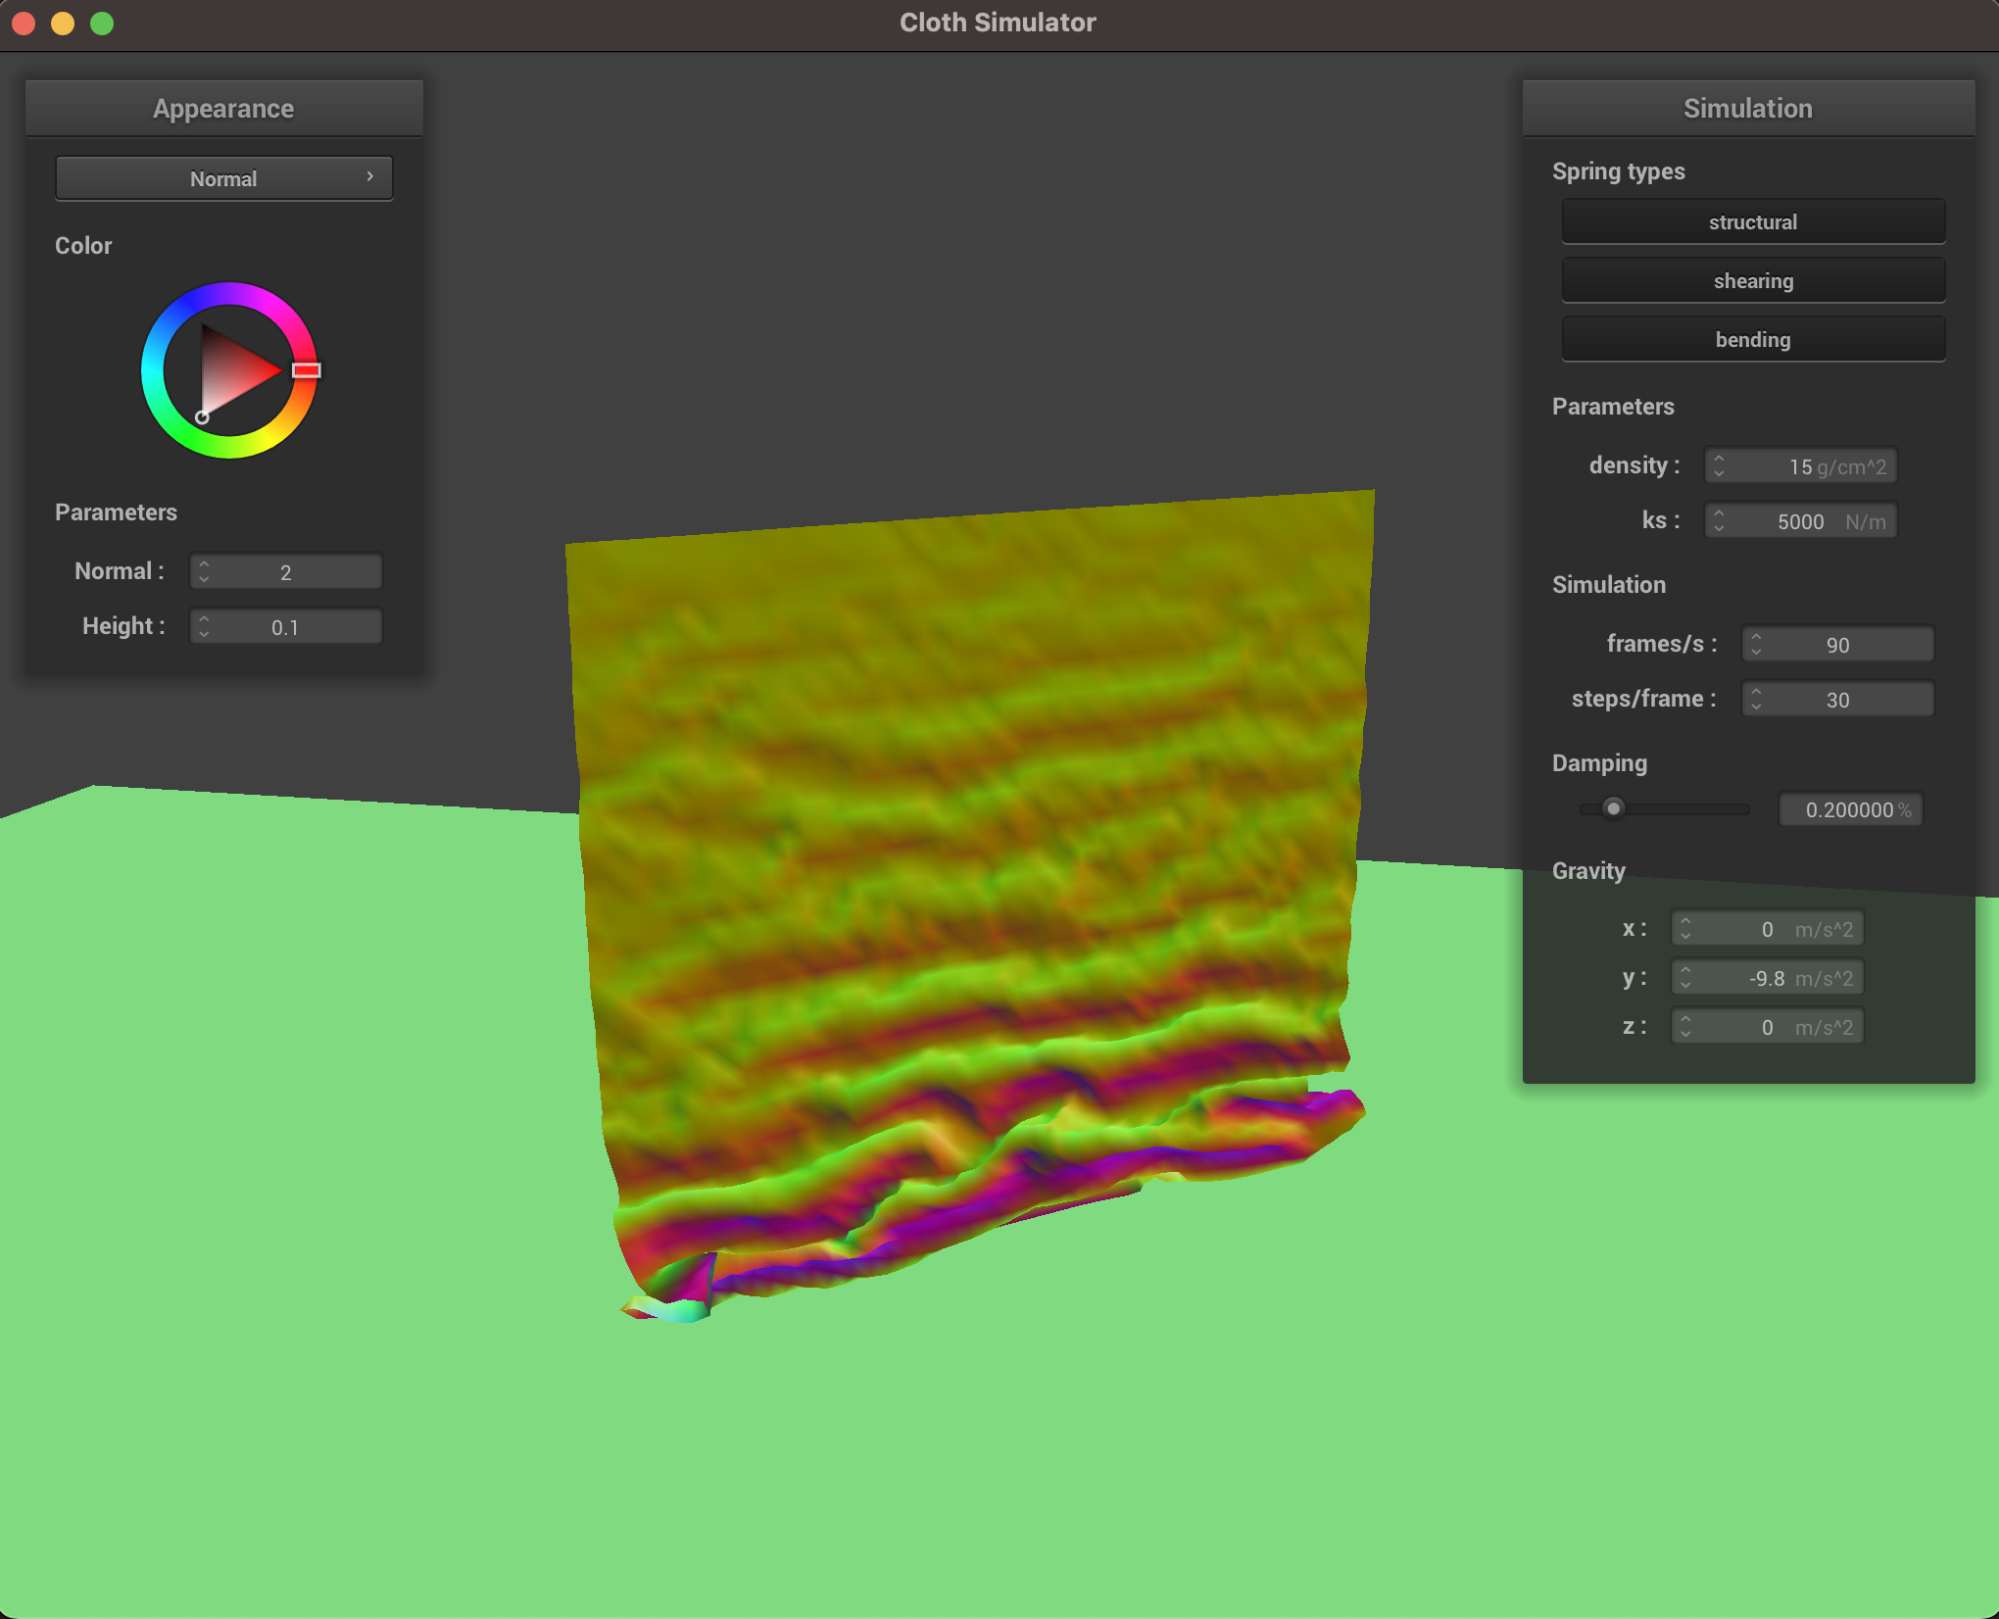 Cloth Simulator
Appearance
Normal
Color
Parameters
Normal : 2
Height : 0.1
Simulation
Spring types
structural
shearing
bending
Parameters
density : 15 g/cm^2
ks : 5000 N/m
Simulation
frames/s : 90
steps/frame : 30
Damping
0.200000 %
Gravity
x : 0 m/s^2
y : -9.8 m/s^2
z : 0 m/s^2